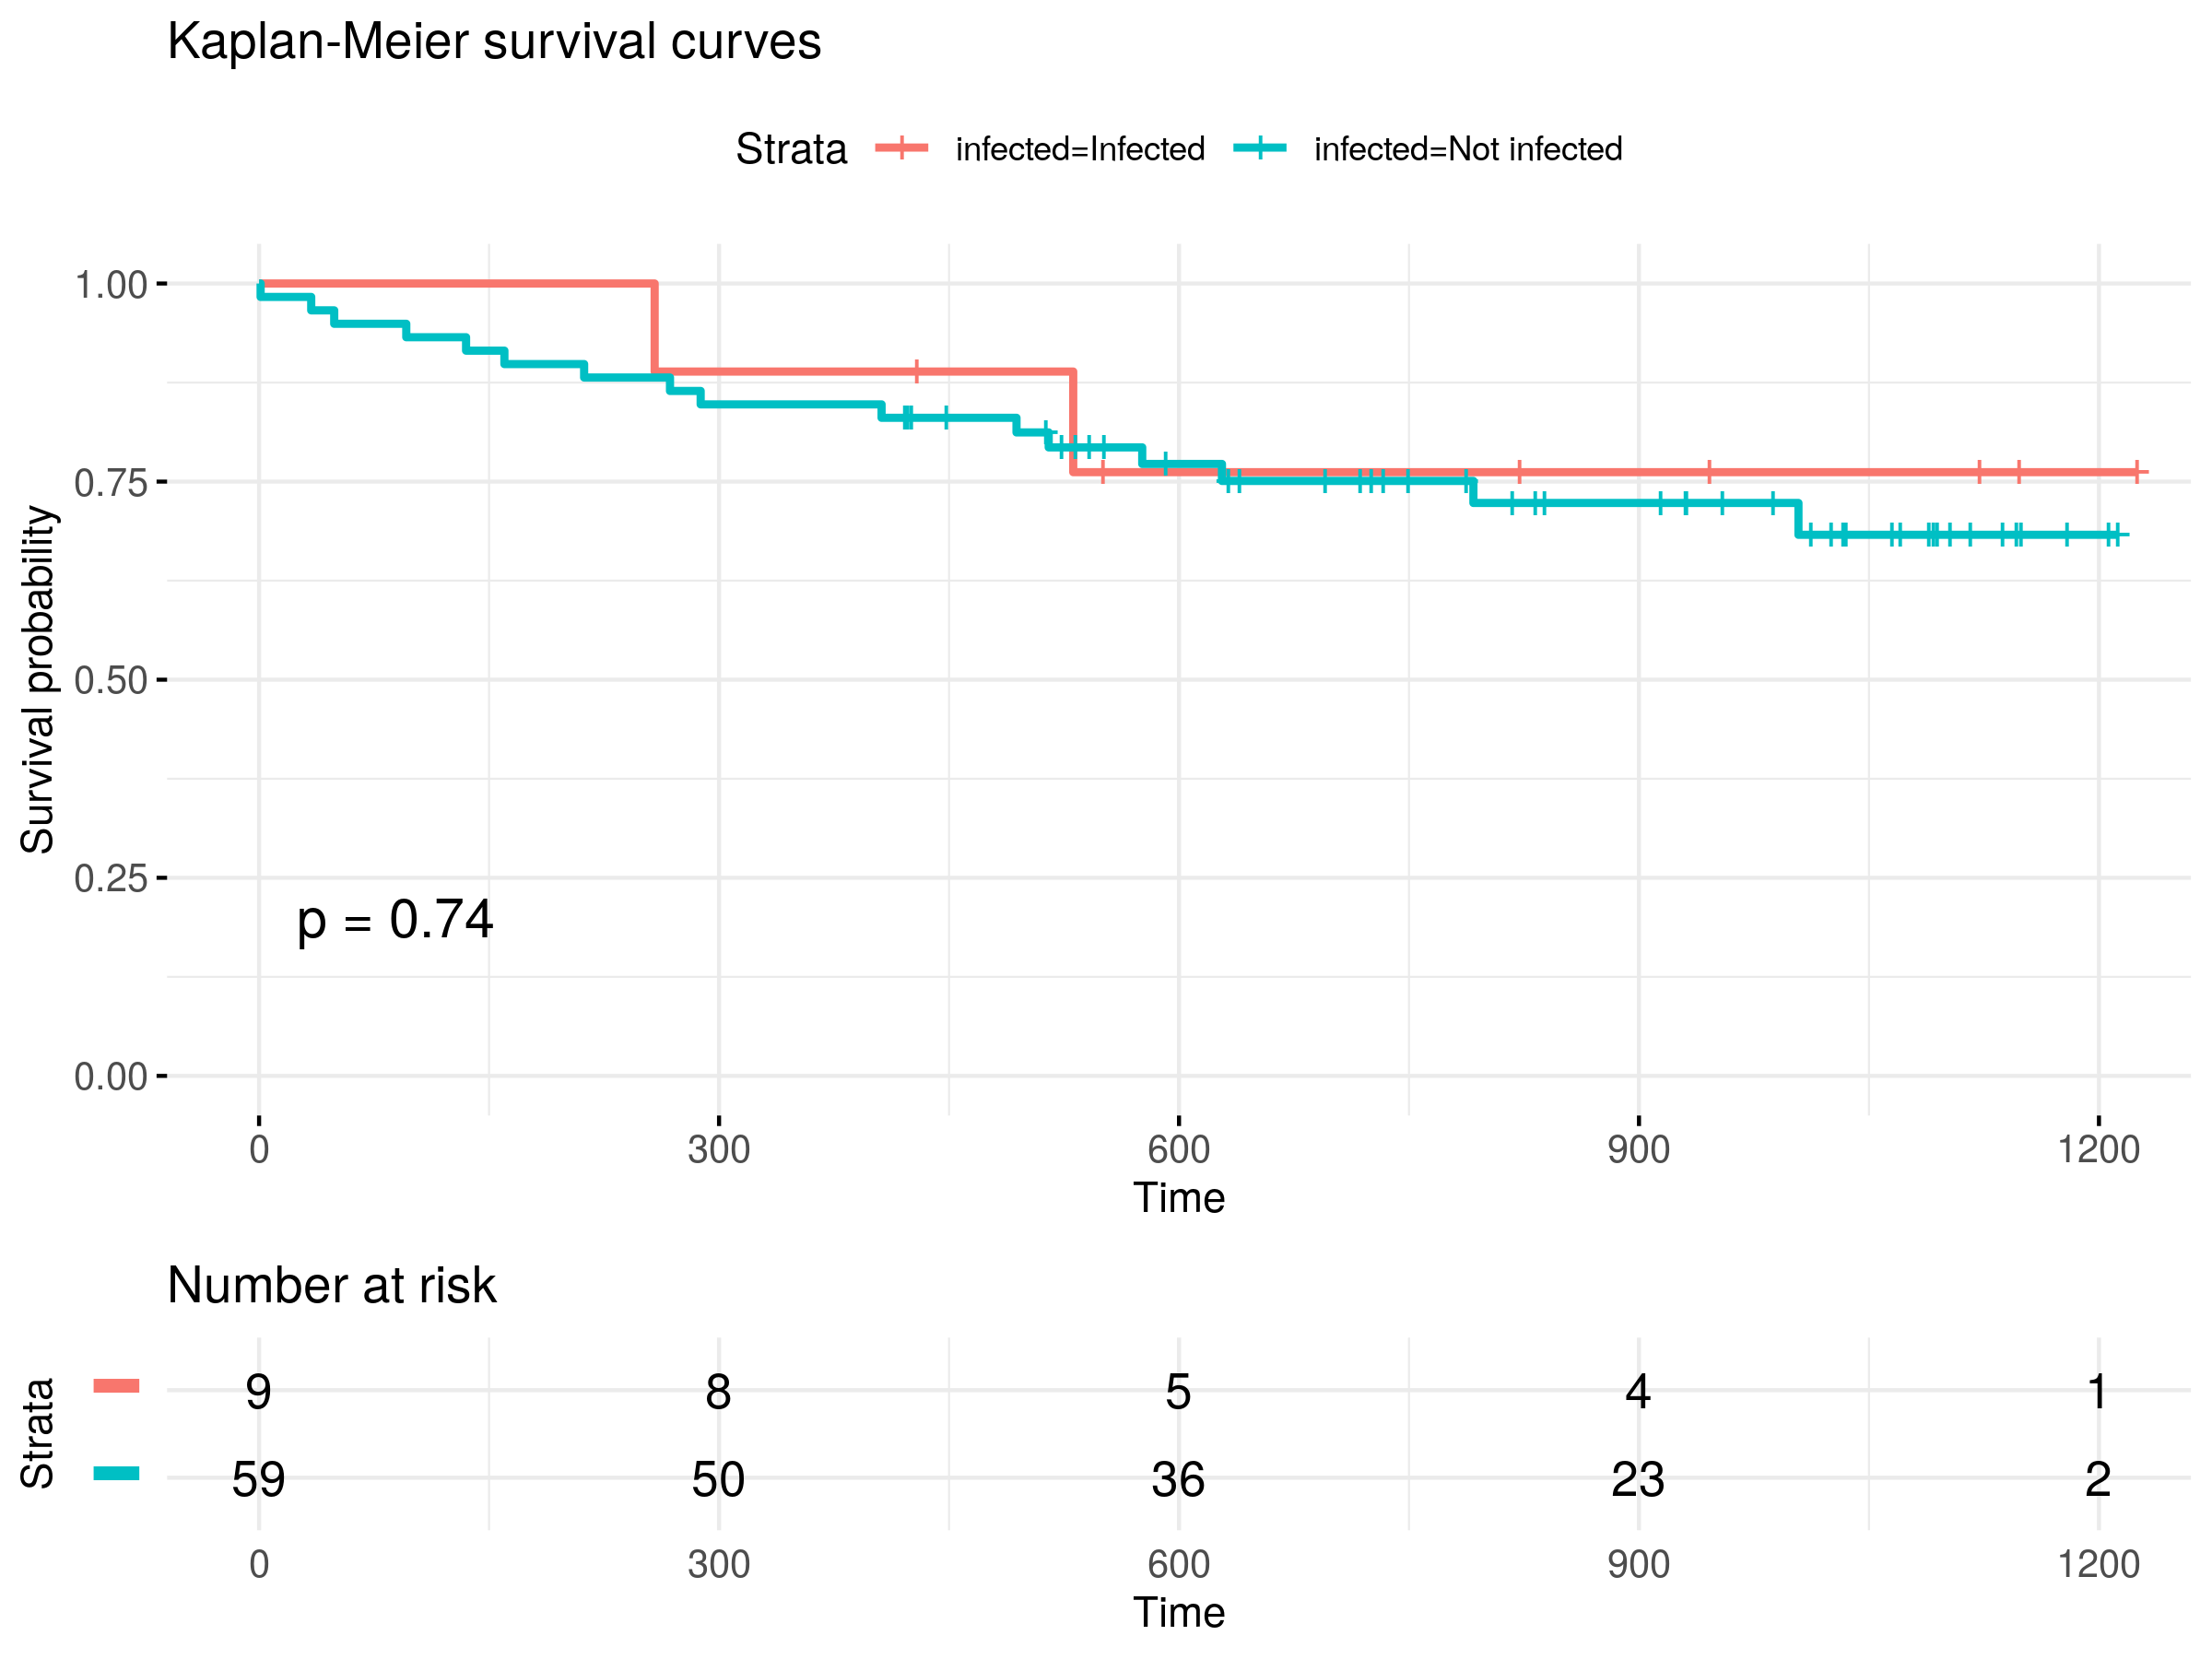 Kaplan-Meier survival curves
Strata infected=Infected infected=Not infected
Survival probability
1.00
0.75
0.50
0.25
0.00
p = 0.74
0 300 600 900 1200
Time
Number at risk
Strata
9 8 5 4 1
59 50 36 23 2
0 300 600 900 1200
Time